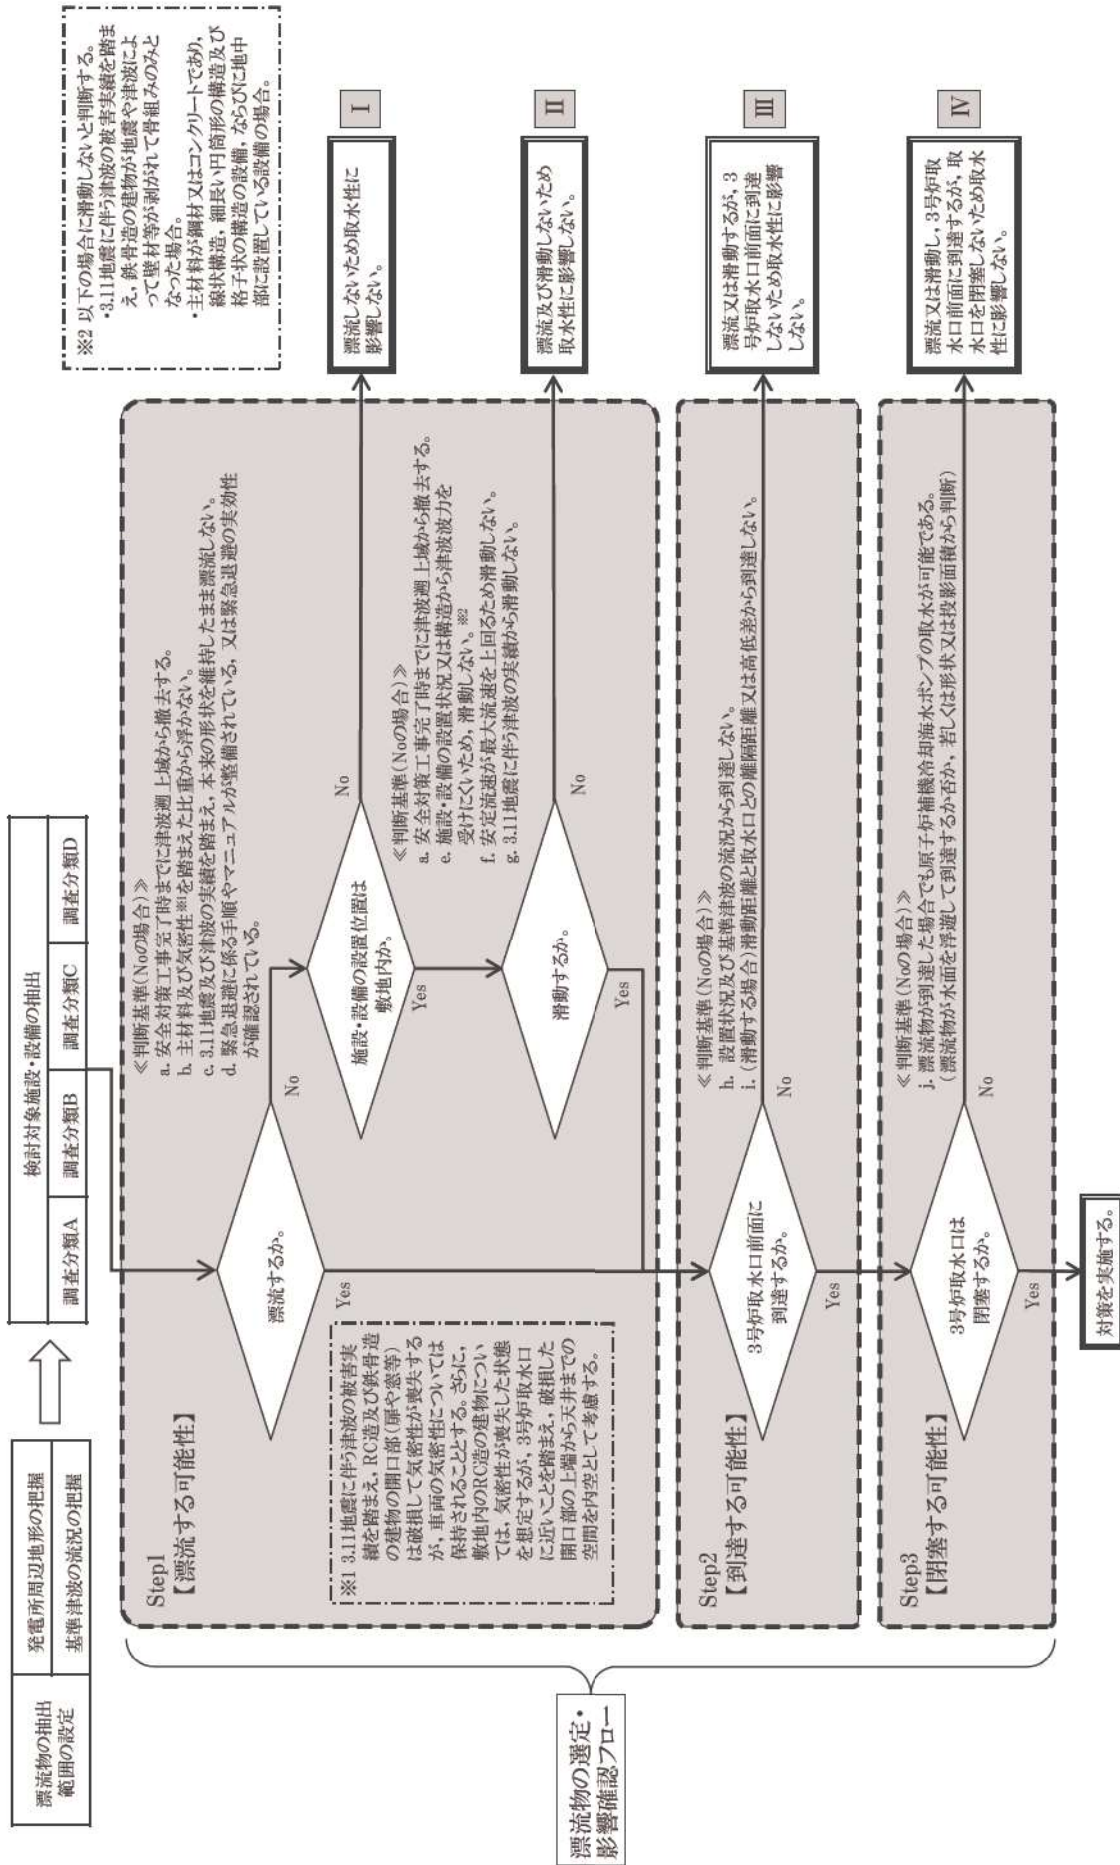 漂流物の抽出
範囲の設定
発電所周辺地形の把握
基準津波の流況の把握
検討対象施設・設備の抽出
調査分類A
調査分類B
調査分類C
調査分類D
漂流物の選定・
影響確認フロー
Step1
【漂流する可能性】
漂流するか。
≪判断基準(Noの場合)≫
a. 安全対策工事完了時までに津波遡上域から撤去する。
b. 主材料及び気密性※1を踏まえた比重から浮かない。
c. 3.11地震及び津波の実績を踏まえ,本来の形状を維持したまま漂流しない。
d. 緊急退避に係る手順やマニュアルが整備されている,又は緊急退避の実効性
が確認されている。
No
Yes
※1 3.11地震に伴う津波の被害実
績を踏まえ,RC造及び鉄骨造
の建物の開口部(扉や窓等)
は破損して気密性が喪失する
が,車両の気密性については
保持されることとする。さらに,
敷地内のRC造の建物につい
ては,気密性が喪失した状態
を想定するが,3号炉取水口
に近いことを踏まえ,破損した
開口部の上端から天井までの
空間を内空として考慮する。
施設・設備の設置位置は
敷地内か。
No
Yes
≪判断基準(Noの場合)≫
a. 安全対策工事完了時までに津波遡上域から撤去する。
e. 施設・設備の設置状況又は構造から津波波力を
受けにくいため,滑動しない。※2
f. 安定流速が最大流速を上回るため滑動しない。
g. 3.11地震に伴う津波の実績から滑動しない。
滑動するか。
No
Yes
※2 以下の場合に滑動しないと判断する。
・3.11地震に伴う津波の被害実績を踏ま
え,鉄骨造の建物が地震や津波によ
って壁材等が剥がれて骨組みのみと
なった場合。
・主材料が鋼材又はコンクリートであり,
線状構造,細長い円筒形の構造及び
格子状の構造の設備,ならびに地中
部に設置している設備の場合。
漂流しないため取水性に
影響しない。
I
漂流及び滑動しないため
取水性に影響しない。
II
Step2
【到達する可能性】
3号炉取水口前面に
到達するか。
≪判断基準(Noの場合)≫
h. 設置状況及び基準津波の流況から到達しない。
i. (滑動する場合)滑動距離と取水口との離隔距離又は高低差から到達しない。
No
Yes
漂流又は滑動するが,3
号炉取水口前面に到達
しないため取水性に影響
しない。
III
Step3
【閉塞する可能性】
3号炉取水口は
閉塞するか。
≪判断基準(Noの場合)≫
j. 漂流物が到達した場合でも原子炉補機冷却海水ポンプの取水が可能である。
(漂流物が水面を浮遊して到達するか否か,若しくは形状又は投影面積から判断)
No
Yes
漂流又は滑動し,3号炉取
水口前面に到達するが,取
水口を閉塞しないため取水
性に影響しない。
IV
対策を実施する。